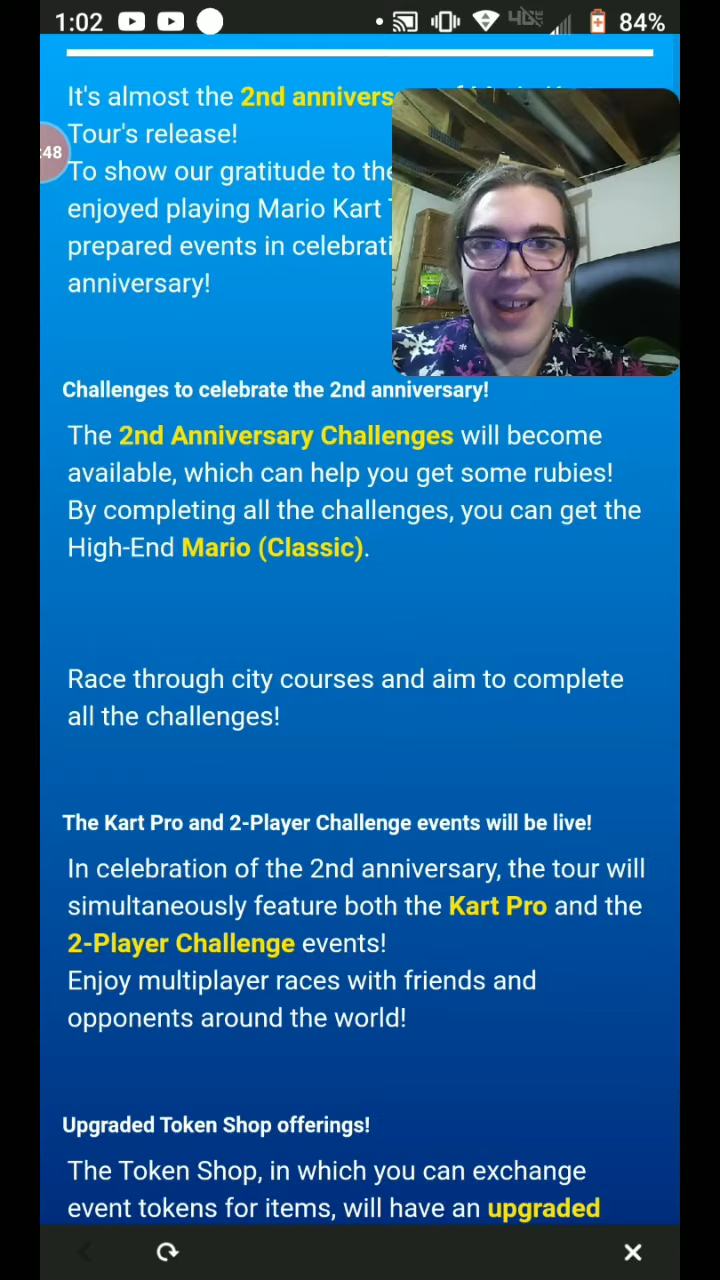 1:02 84%
It's almost the 2nd
Tour's release!
:48
To show our gratitude to
enjoyed playing Mario Kart
prepared events in
anniversary!
Challenges to celebrate the 2nd anniversary!
The 2nd Anniversary Challenges will become
available, which can help you get some rubies!
By completing all the challenges, you can get the
High-End Mario (Classic).
Race through city courses and aim to complete
all the challenges!
The Kart Pro and 2-Player Challenge events will be live!
In celebration of the 2nd anniversary, the tour will
simultaneously feature both the Kart Pro and the
2-Player Challenge events!
Enjoy multiplayer races with friends and
opponents around the world!
Upgraded Token Shop offerings!
The Token Shop, in which you can exchange
event tokens for items, will have an upgraded